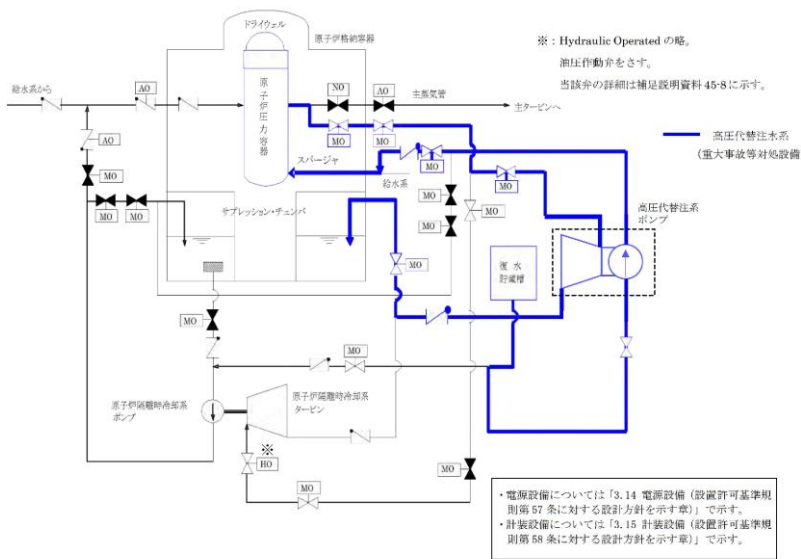 ドライウェル
原子炉格納容器
※：Hydraulic Operated の略。
油圧作動弁をさす。
当該弁の詳細は補足説明資料 45-8 に示す。
給水系から
AO
原子炉圧力容器
NO
AO
主蒸気管
主タービンへ
MO
MO
高圧代替注水系
(重大事故等対処設備
AO
スパージャ
MO
MO
MO
給水系
サプレッション・チェンバ
MO
MO
MO
MO
MO
高圧代替注系
ポンプ
MO
復水
貯蔵槽
MO
MO
原子炉隔離時冷却系
ポンプ
原子炉隔離時冷却系
タービン
※
HO
MO
MO
・電源設備については「3.14 電源設備（設置許可基準規
則第 57 条に対する設計方針を示す章）」で示す。
・計装設備については「3.15 計装設備（設置許可基準規
則第 58 条に対する設計方針を示す章）」で示す。